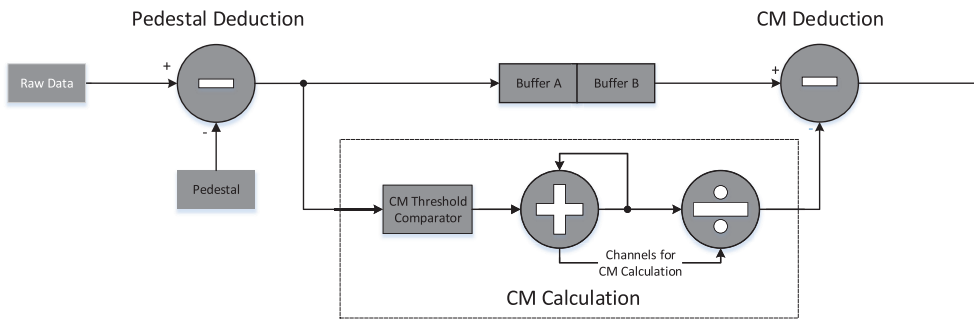 Pedestal Deduction
CM Deduction
+
-
Raw Data
Pedestal
Buffer A
Buffer B
+
-
CM Threshold
Comparator
Channels for
CM Calculation
CM Calculation